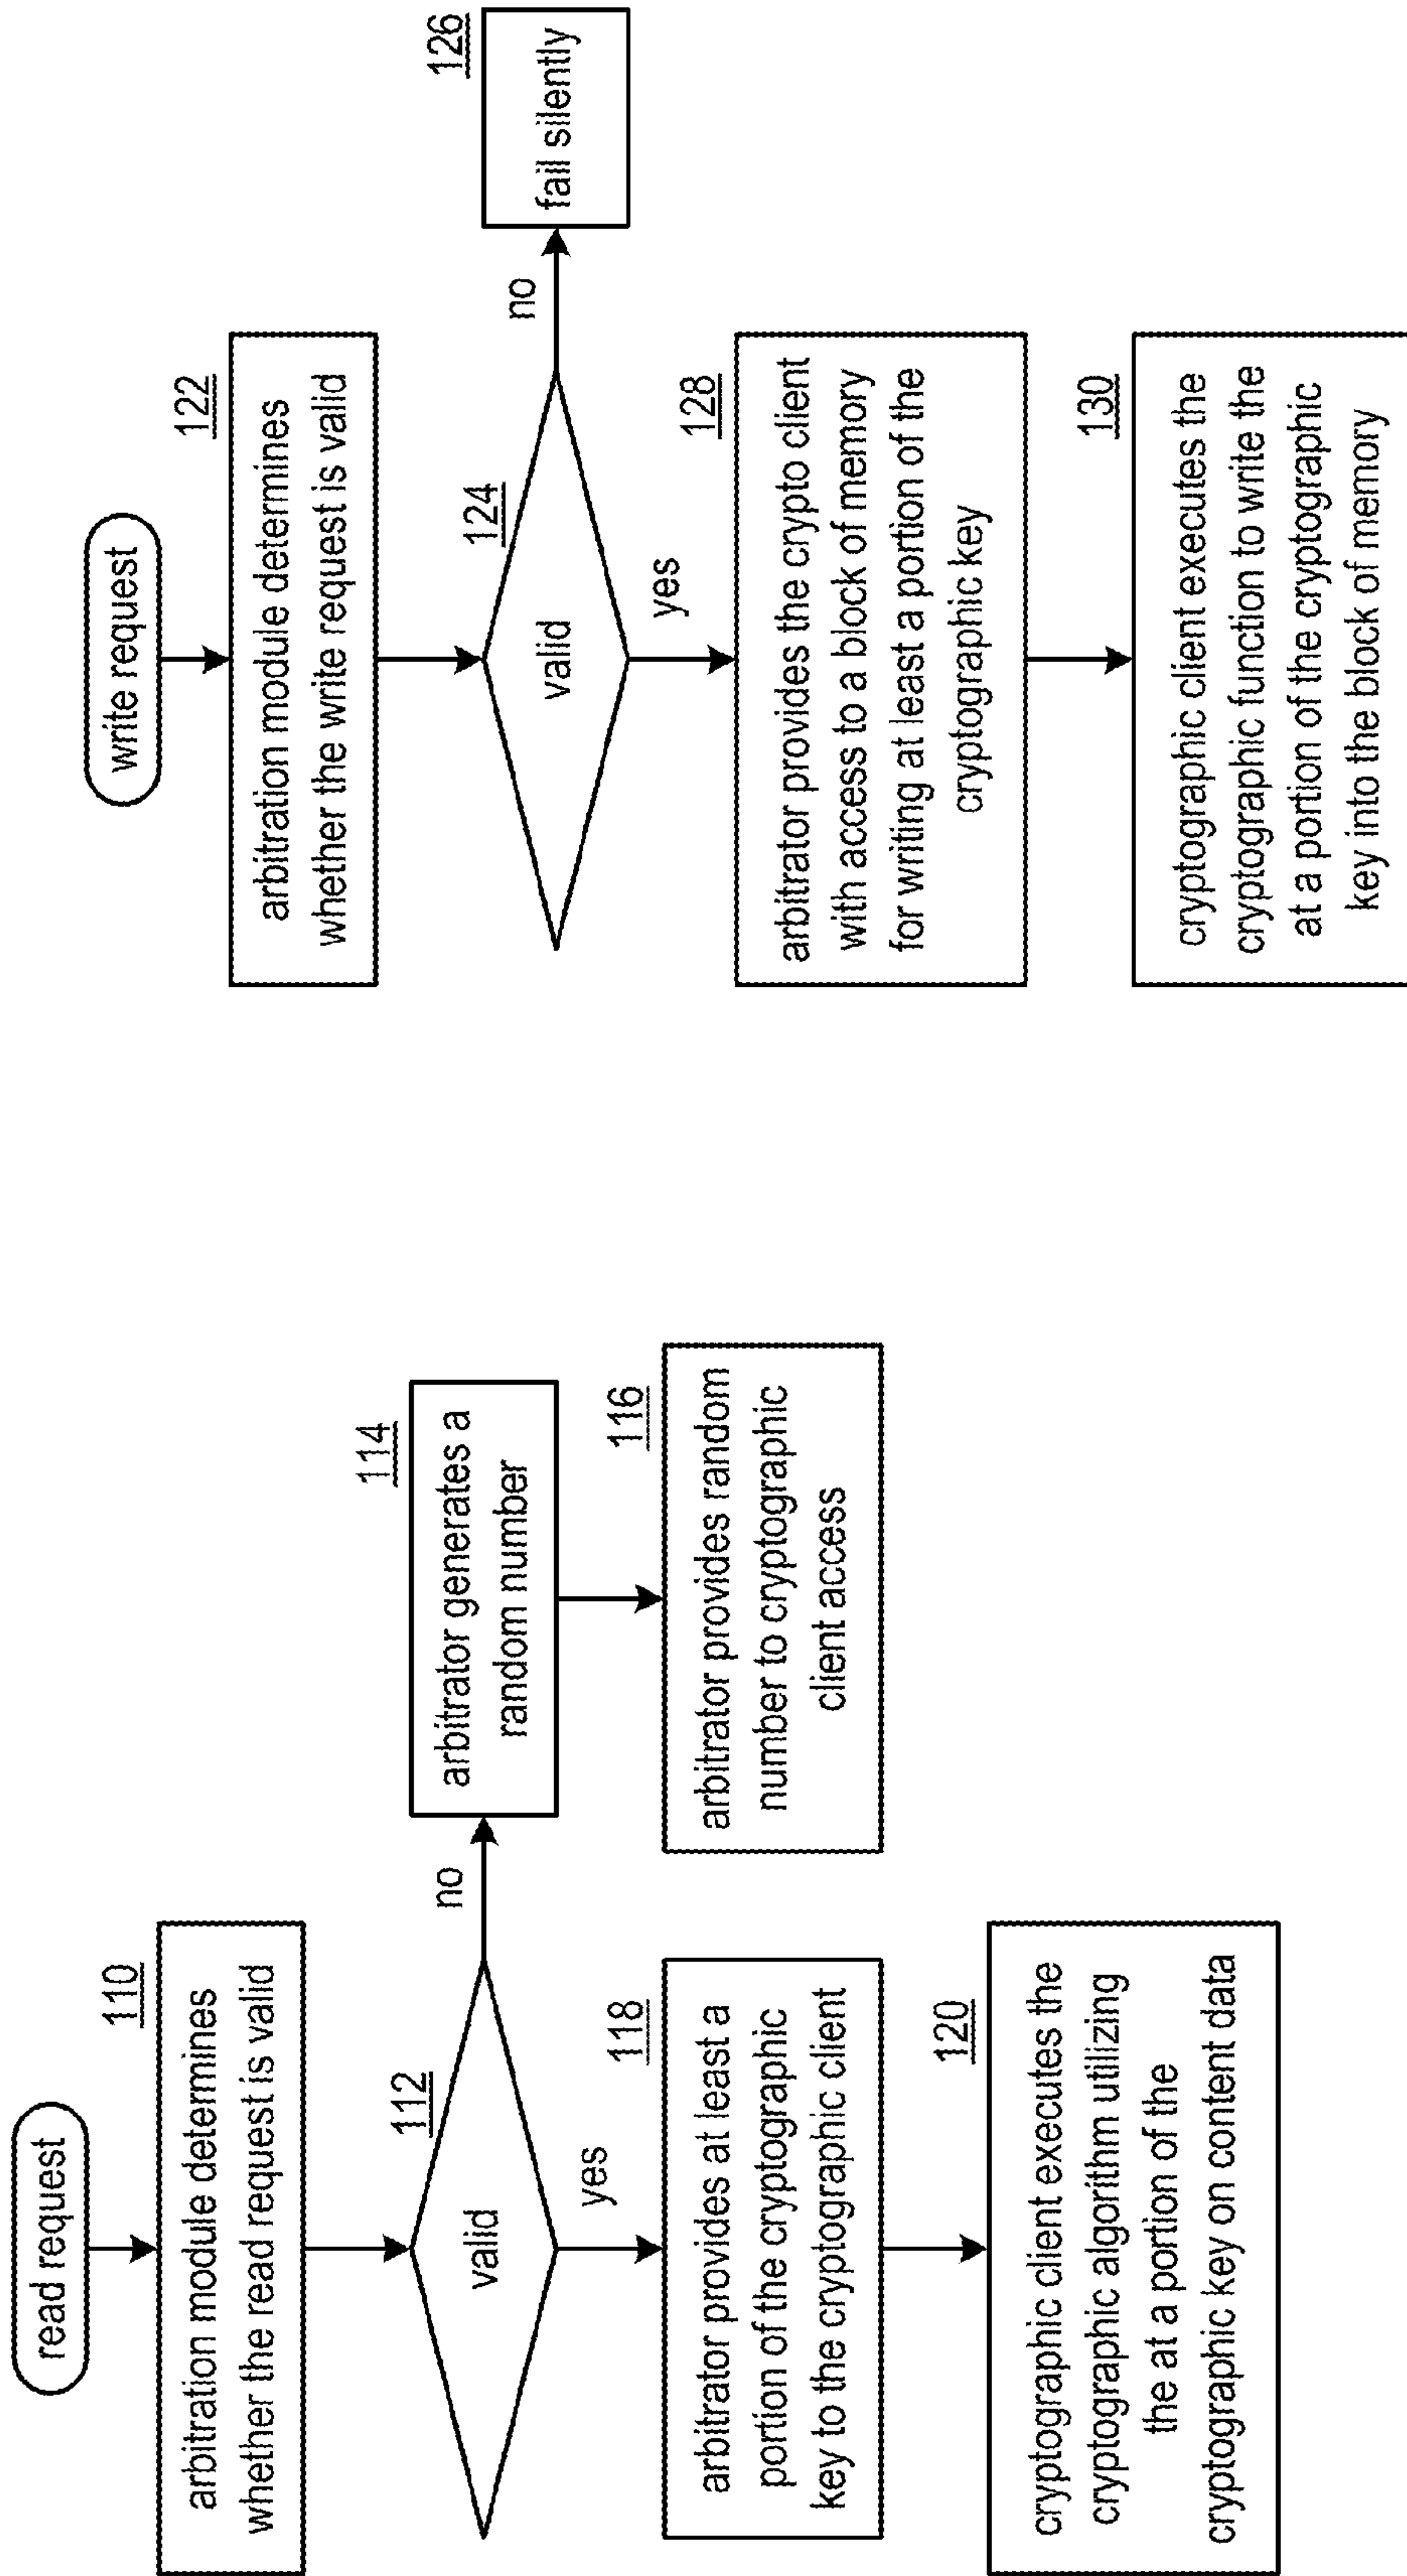 read request
110
arbitration module determines
whether the read request is valid
112
valid
no
114
arbitrator generates a
random number
116
arbitrator provides random
number to cryptographic
client access
yes
118
arbitrator provides at least a
portion of the cryptographic
key to the cryptographic client
120
cryptographic client executes the
cryptographic algorithm utilizing
the at a portion of the
cryptographic key on content data
write request
122
arbitration module determines
whether the write request is valid
124
valid
no
126
fail silently
yes
128
arbitrator provides the crypto client
with access to a block of memory
for writing at least a portion of the
cryptographic key
130
cryptographic client executes the
cryptographic function to write the
at a portion of the cryptographic
key into the block of memory